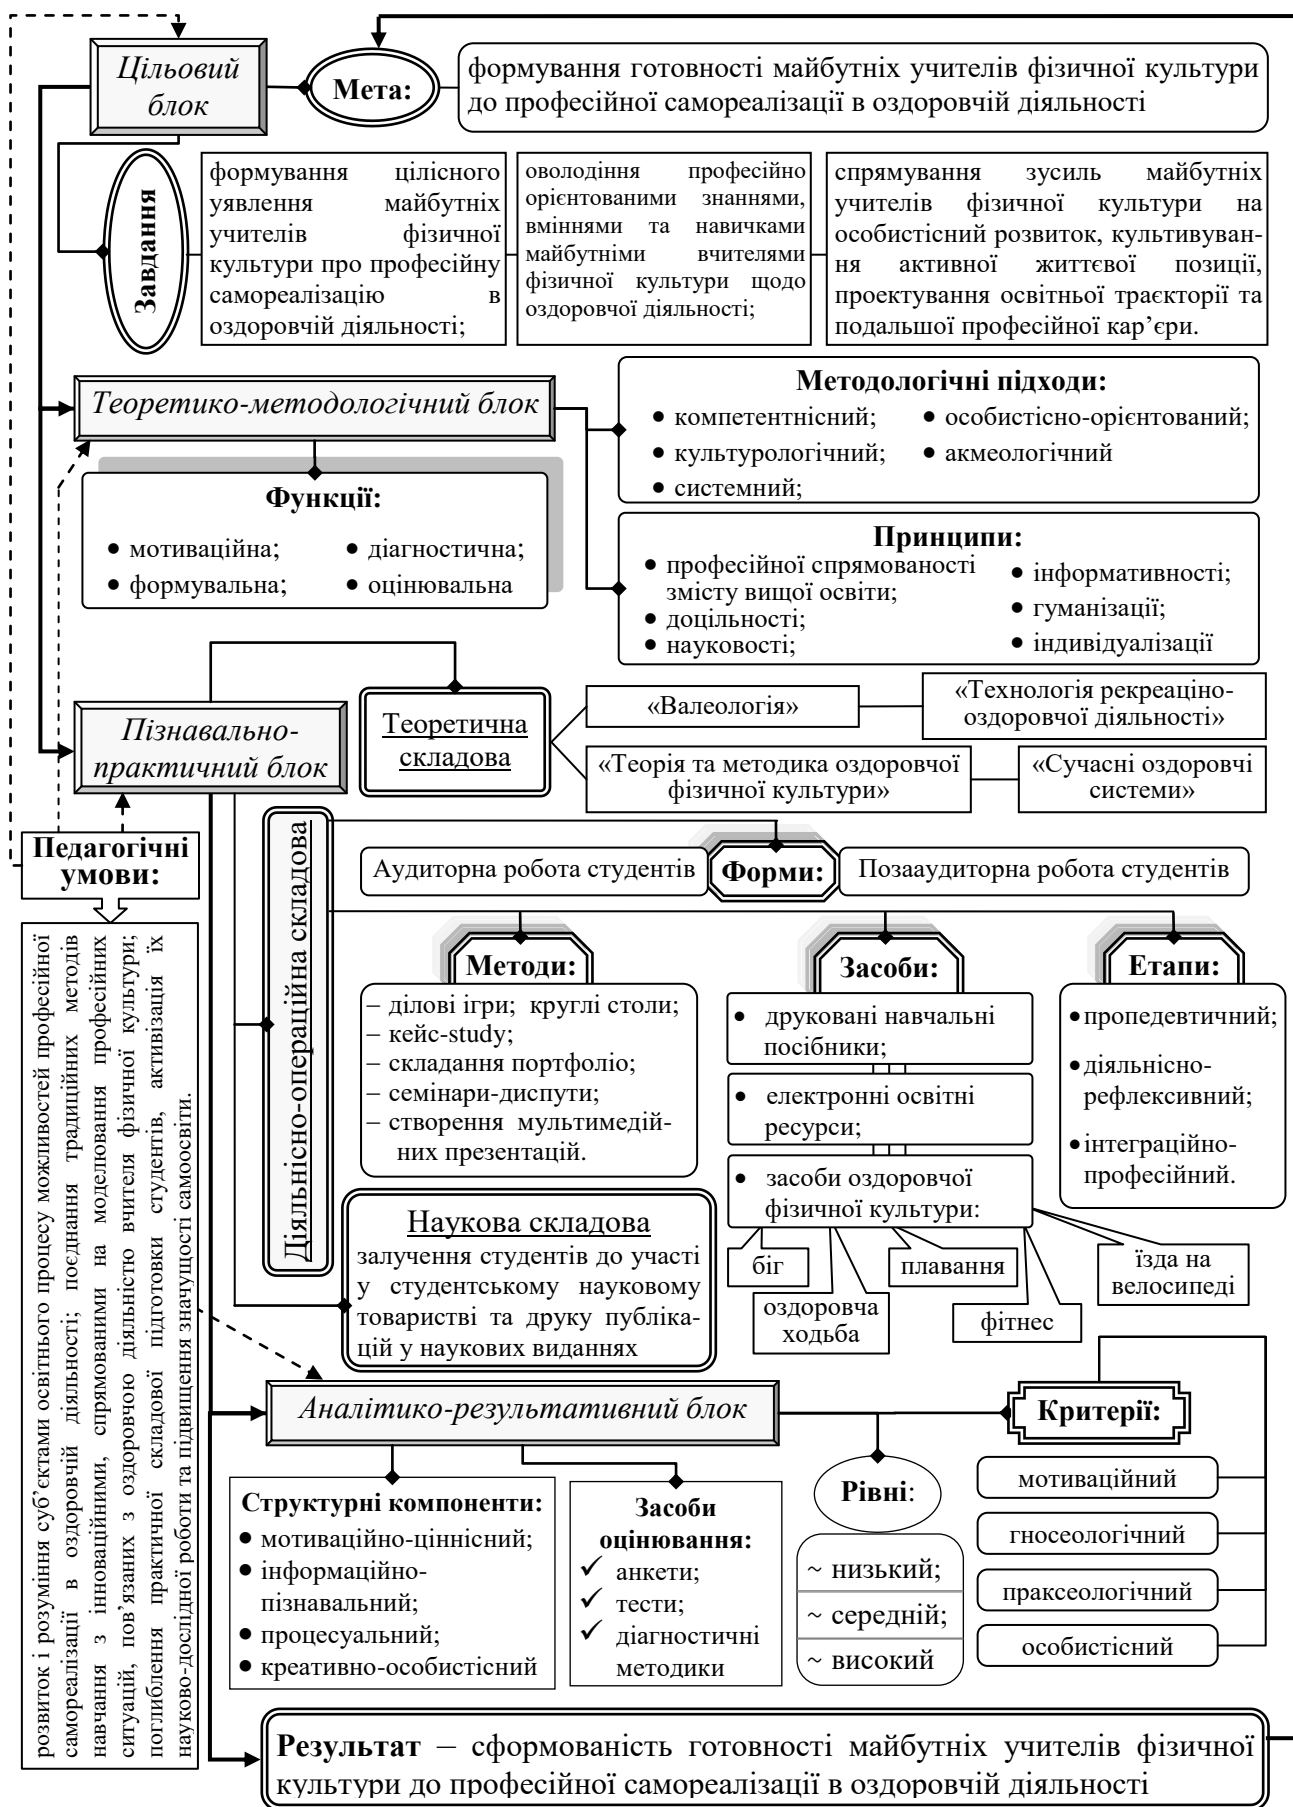 Цільовий
блок
Мета:
формування готовності майбутніх учителів фізичної культури
до професійної самореалізації в оздоровчій діяльності
Завдання
формування цілісного
уявлення майбутніх
учителів фізичної
культури про професійну
самореалізацію в
оздоровчій діяльності;
оволодіння професійно
орієнтованими знаннями,
вміннями та навичками
майбутніми вчителями
фізичної культури щодо
оздоровчої діяльності;
спрямування зусиль майбутніх
учителів фізичної культури на
особистісний розвиток, культивуван-
ня активної життєвої позиції,
проектування освітньої траєкторії та
подальшої професійної кар’єри.
Теоретико-методологічний блок
Методологічні підходи:
• компетентнісний;
• культурологічний;
• системний;
• особистісно-орієнтований;
• акмеологічний
Функції:
• мотиваційна;
• формувальна;
• діагностична;
• оцінювальна
Принципи:
• професійної спрямованості
змісту вищої освіти;
• доцільності;
• науковості;
• інформативності;
• гуманізації;
• індивідуалізації
Пізнавально-
практичний блок
Теоретична
складова
«Валеологія»
«Технологія рекреаціно-
оздоровчої діяльності»
«Теорія та методика оздоровчої
фізичної культури»
«Сучасні оздоровчі
системи»
Педагогічні
умови:
розвиток і розуміння суб’єктами освітнього процесу можливостей професійної
самореалізації в оздоровчій діяльності; поєднання традиційних методів
навчання з інноваційними, спрямованими на моделювання професійних
ситуацій, пов’язаних з оздоровчою діяльністю вчителя фізичної культури;
поглиблення практичної складової підготовки студентів, активізація їх
науково-дослідної роботи та підвищення значущості самоосвіти.
Діяльнісно-операційна складова
Аудиторна робота студентів
Форми:
Позааудиторна робота студентів
Методи:
– ділові ігри; круглі столи;
– кейс-study;
– складання портфоліо;
– семінари-диспути;
– створення мультимедій-
них презентацій.
Засоби:
• друковані навчальні
посібники;
• електронні освітні
ресурси;
• засоби оздоровчої
фізичної культури:
біг
оздоровча
ходьба
плавання
фітнес
їзда на
велосипеді
Етапи:
• пропедевтичний;
• діяльнісно-
рефлексивний;
• інтеграційно-
професійний.
Наукова складова
залучення студентів до участі
у студентському науковому
товаристві та друку публіка-
цій у наукових виданнях
Аналітико-результативний блок
Структурні компоненти:
• мотиваційно-ціннісний;
• інформаційно-
пізнавальний;
• процесуальний;
• креативно-особистісний
Засоби
оцінювання:
✓ анкети;
✓ тести;
✓ діагностичні
методики
Рівні:
~ низький;
~ середній;
~ високий
Критерії:
мотиваційний
гносеологічний
праксеологічний
особистісний
Результат – сформованість готовності майбутніх учителів фізичної
культури до професійної самореалізації в оздоровчій діяльності